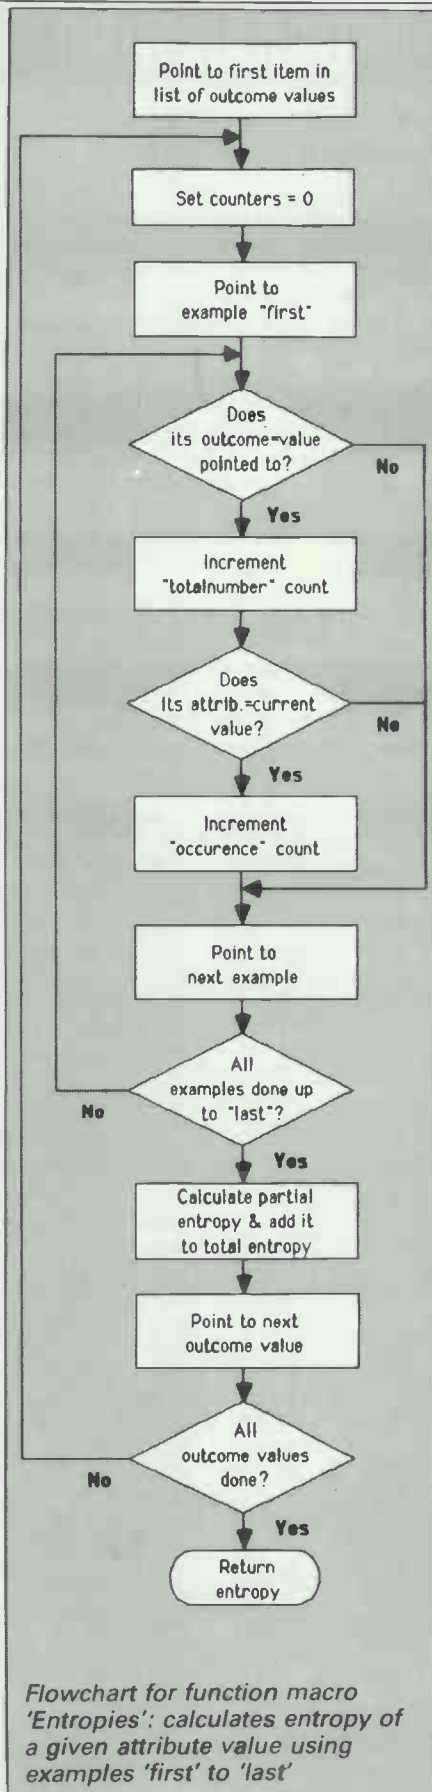 Point to first item in
list of outcome values
Set counters = 0
Point to
example "first"
Does
its outcome=value
pointed to?
No
Yes
Increment
"totalnumber" count
Does
its attrib.=current
value?
No
Yes
Increment
"occurence" count
Point to
next example
All
examples done up
to "last"?
No
Yes
Calculate partial
entropy & add it
to total entropy
Point to next
outcome value
All
outcome values
done?
No
Yes
Return
entropy
Flowchart for function macro
'Entropies': calculates entropy of
a given attribute value using
examples 'first' to 'last'